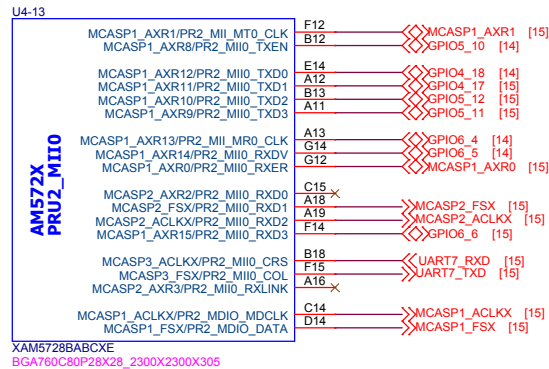 U4-13
MCASP1_AXR1/PR2_MII_MT0_CLK F12 MCASP1_AXR1 [15]
MCASP1_AXR8/PR2_MII0_TXEN B12 GPIO5_10 [14]
MCASP1_AXR12/PR2_MII0_TXD0 E14 GPIO4_18 [14]
MCASP1_AXR11/PR2_MII0_TXD1 A12 GPIO4_17 [15]
MCASP1_AXR10/PR2_MII0_TXD2 B13 GPIO5_12 [15]
MCASP1_AXR9/PR2_MII0_TXD3 A11 GPIO5_11 [15]
MCASP1_AXR13/PR2_MII_MR0_CLK A13 GPIO6_4 [14]
MCASP1_AXR14/PR2_MII0_RXDV G14 GPIO6_5 [14]
MCASP1_AXR0/PR2_MII0_RXER G12 MCASP1_AXR0 [15]
AM572X
PRU2_MII0
MCASP2_AXR2/PR2_MII0_RXD0 C15
MCASP2_FSX/PR2_MII0_RXD1 A18 MCASP2_FSX [15]
MCASP2_ACLKX/PR2_MII0_RXD2 A19 MCASP2_ACLKX [15]
MCASP1_AXR15/PR2_MII0_RXD3 F14 GPIO6_6 [15]
MCASP3_ACLKX/PR2_MII0_CRS B18 UART7_RXD [15]
MCASP3_FSX/PR2_MII0_COL F15 UART7_TXD [15]
MCASP2_AXR3/PR2_MII0_RXLINK A16
MCASP1_ACLKX/PR2_MDIO_MDCLK C14 MCASP1_ACLKX [15]
MCASP1_FSX/PR2_MDIO_DATA D14 MCASP1_FSX [15]
XAM5728BABCXE
BGA760C80P28X28_2300X2300X305